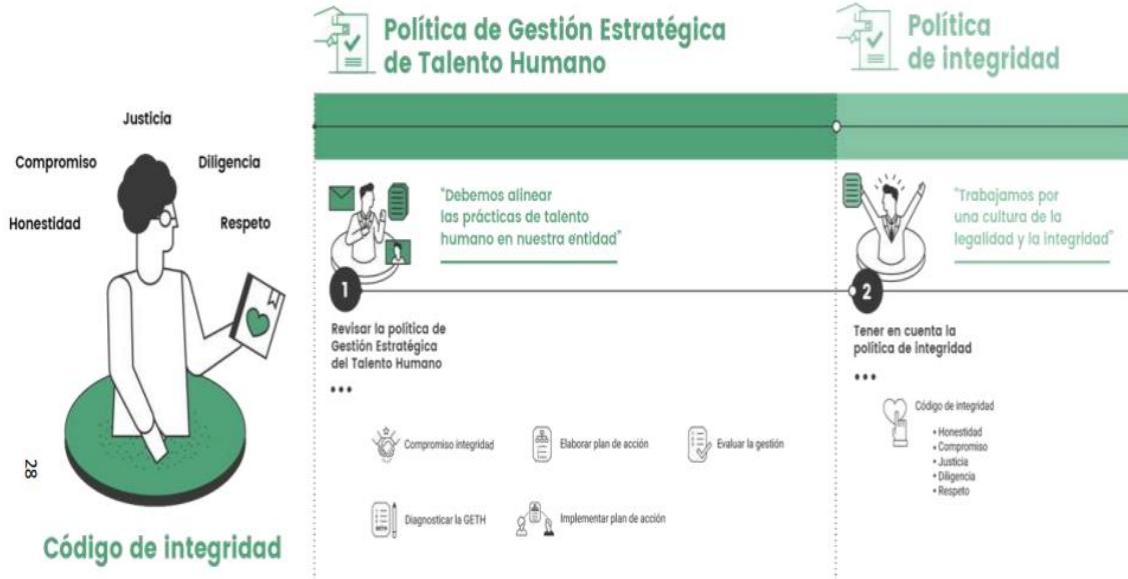 Justicia
Compromiso
Diligencia
Honestidad
Respeto
28
Código de integridad
Política de Gestión Estratégica
de Talento Humano
"Debemos alinear
las prácticas de talento
humano en nuestra entidad"
1
Revisar la política de
Gestión Estratégica
del Talento Humano
•••
Compromiso integridad
Elaborar plan de acción
Evaluar la gestión
GETH
Diagnosticar la GETH
Implementar plan de acción
Política
de integridad
"Trabajamos por
una cultura de la
legalidad y la integridad"
2
Tener en cuenta la
política de integridad
•••
Código de integridad
• Honestidad
• Compromiso
• Justicia
• Diligencia
• Respeto